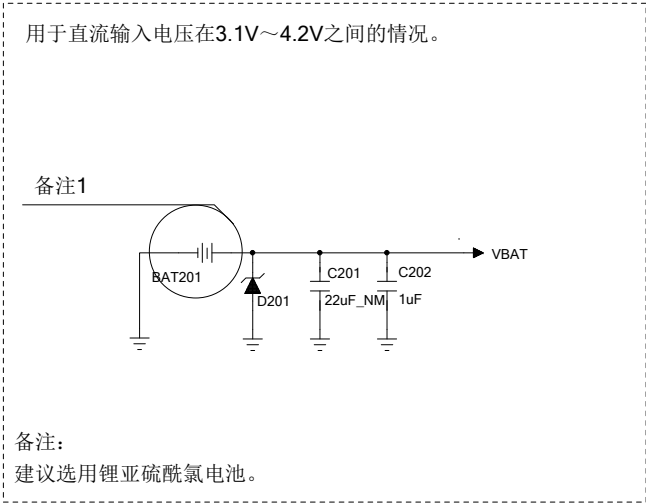 用于直流输入电压在3.1V～4.2V之间的情况。
备注1
VBAT
C201
C202
BAT201
D201
22uF_NM
1uF
备注：
建议选用锂亚硫酰氯电池。